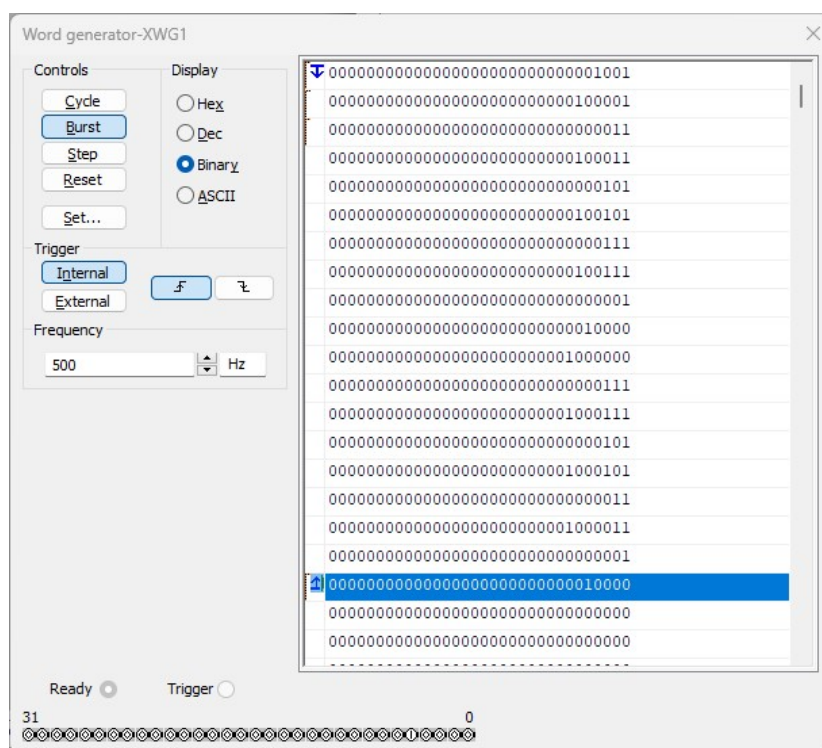 Word generator-XWG1
Controls
Cycle
Burst
Step
Reset
Set...
Display
Hex
Dec
Binary
ASCII
Trigger
Internal
External
Frequency
500 Hz
00000000000000000000000000001001
00000000000000000000000000100001
00000000000000000000000000000011
00000000000000000000000000100011
00000000000000000000000000000101
00000000000000000000000000100101
00000000000000000000000000000111
00000000000000000000000000100111
00000000000000000000000000000001
00000000000000000000000000010000
00000000000000000000000001000000
00000000000000000000000000000111
00000000000000000000000001000111
00000000000000000000000000000101
00000000000000000000000001000101
00000000000000000000000000000011
00000000000000000000000001000011
00000000000000000000000000000001
00000000000000000000000000010000
00000000000000000000000000000000
00000000000000000000000000000000
Ready Trigger
31 0